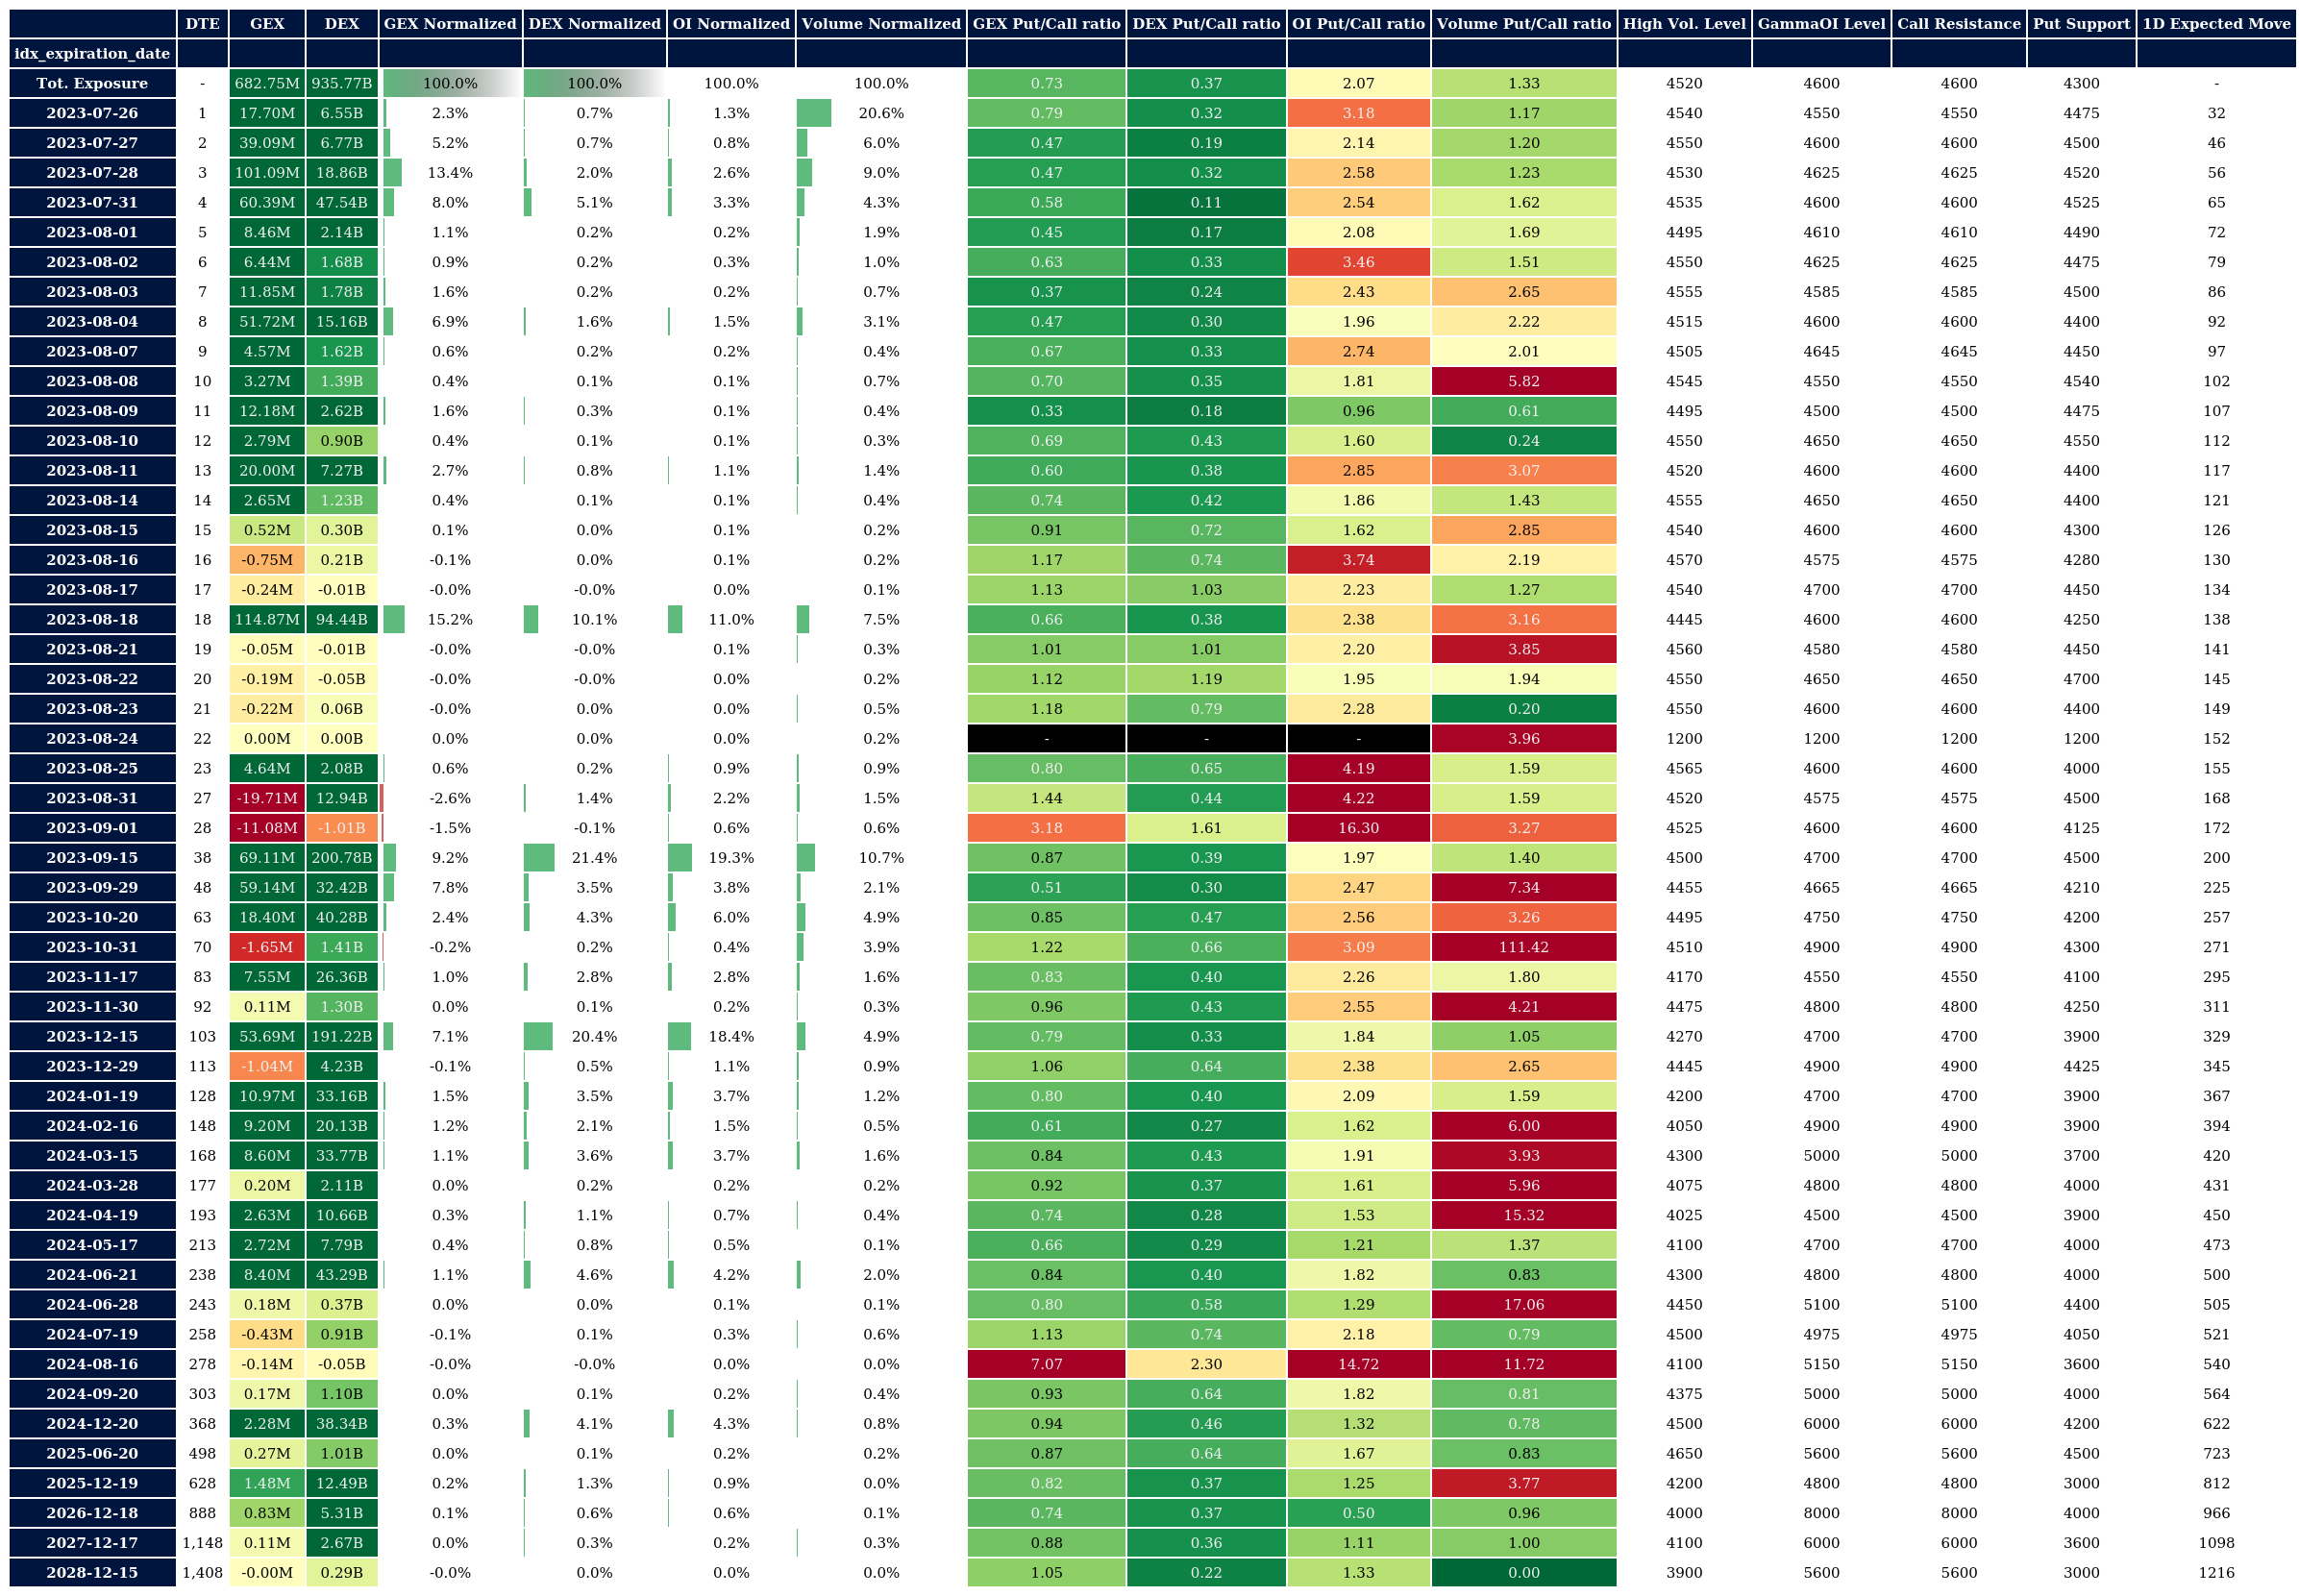 DTE GEX DEX GEX Normalized DEX Normalized OI Normalized Volume Normalized GEX Put/Call ratio DEX Put/Call ratio OI Put/Call ratio Volume Put/Call ratio High Vol. Level GammaOI Level Call Resistance Put Support 1D Expected Move
idx_expiration_date
Tot. Exposure - 682.75M 935.77B 100.0% 100.0% 100.0% 100.0% 0.73 0.37 2.07 1.33 4520 4600 4600 4300 -
2023-07-26 1 17.70M 6.55B 2.3% 0.7% 1.3% 20.6% 0.79 0.32 3.18 1.17 4540 4550 4550 4475 32
2023-07-27 2 39.09M 6.77B 5.2% 0.7% 0.8% 6.0% 0.47 0.19 2.14 1.20 4550 4600 4600 4500 46
2023-07-28 3 101.09M 18.86B 13.4% 2.0% 2.6% 9.0% 0.47 0.32 2.58 1.23 4530 4625 4625 4520 56
2023-07-31 4 60.39M 47.54B 8.0% 5.1% 3.3% 4.3% 0.58 0.11 2.54 1.62 4535 4600 4600 4525 65
2023-08-01 5 8.46M 2.14B 1.1% 0.2% 0.2% 1.9% 0.45 0.17 2.08 1.69 4495 4610 4610 4490 72
2023-08-02 6 6.44M 1.68B 0.9% 0.2% 0.3% 1.0% 0.63 0.33 3.46 1.51 4550 4625 4625 4475 79
2023-08-03 7 11.85M 1.78B 1.6% 0.2% 0.2% 0.7% 0.37 0.24 2.43 2.65 4555 4585 4585 4500 86
2023-08-04 8 51.72M 15.16B 6.9% 1.6% 1.5% 3.1% 0.47 0.30 1.96 2.22 4515 4600 4600 4400 92
2023-08-07 9 4.57M 1.62B 0.6% 0.2% 0.2% 0.4% 0.67 0.33 2.74 2.01 4505 4645 4645 4450 97
2023-08-08 10 3.27M 1.39B 0.4% 0.1% 0.1% 0.7% 0.70 0.35 1.81 5.82 4545 4550 4550 4540 102
2023-08-09 11 12.18M 2.62B 1.6% 0.3% 0.1% 0.4% 0.33 0.18 0.96 0.61 4495 4500 4500 4475 107
2023-08-10 12 2.79M 0.90B 0.4% 0.1% 0.1% 0.3% 0.69 0.43 1.60 0.24 4550 4650 4650 4550 112
2023-08-11 13 20.00M 7.27B 2.7% 0.8% 1.1% 1.4% 0.60 0.38 2.85 3.07 4520 4600 4600 4400 117
2023-08-14 14 2.65M 1.23B 0.4% 0.1% 0.1% 0.4% 0.74 0.42 1.86 1.43 4555 4650 4650 4400 121
2023-08-15 15 0.52M 0.30B 0.1% 0.0% 0.1% 0.2% 0.91 0.72 1.62 2.85 4540 4600 4600 4300 126
2023-08-16 16 -0.75M 0.21B -0.1% 0.0% 0.1% 0.2% 1.17 0.74 3.74 2.19 4570 4575 4575 4280 130
2023-08-17 17 -0.24M -0.01B -0.0% -0.0% 0.0% 0.1% 1.13 1.03 2.23 1.27 4540 4700 4700 4450 134
2023-08-18 18 114.87M 94.44B 15.2% 10.1% 11.0% 7.5% 0.66 0.38 2.38 3.16 4445 4600 4600 4250 138
2023-08-21 19 -0.05M -0.01B -0.0% -0.0% 0.1% 0.3% 1.01 1.01 2.20 3.85 4560 4580 4580 4450 141
2023-08-22 20 -0.19M -0.05B -0.0% -0.0% 0.0% 0.2% 1.12 1.19 1.95 1.94 4550 4650 4650 4700 145
2023-08-23 21 -0.22M 0.06B -0.0% 0.0% 0.0% 0.5% 1.18 0.79 2.28 0.20 4550 4600 4600 4400 149
2023-08-24 22 0.00M 0.00B 0.0% 0.0% 0.0% 0.2% - - - 3.96 1200 1200 1200 1200 152
2023-08-25 23 4.64M 2.08B 0.6% 0.2% 0.9% 0.9% 0.80 0.65 4.19 1.59 4565 4600 4600 4000 155
2023-08-31 27 -19.71M 12.94B -2.6% 1.4% 2.2% 1.5% 1.44 0.44 4.22 1.59 4520 4575 4575 4500 168
2023-09-01 28 -11.08M -1.01B -1.5% -0.1% 0.6% 0.6% 3.18 1.61 16.30 3.27 4525 4600 4600 4125 172
2023-09-15 38 69.11M 200.78B 9.2% 21.4% 19.3% 10.7% 0.87 0.39 1.97 1.40 4500 4700 4700 4500 200
2023-09-29 48 59.14M 32.42B 7.8% 3.5% 3.8% 2.1% 0.51 0.30 2.47 7.34 4455 4665 4665 4210 225
2023-10-20 63 18.40M 40.28B 2.4% 4.3% 6.0% 4.9% 0.85 0.47 2.56 3.26 4495 4750 4750 4200 257
2023-10-31 70 -1.65M 1.41B -0.2% 0.2% 0.4% 3.9% 1.22 0.66 3.09 111.42 4510 4900 4900 4300 271
2023-11-17 83 7.55M 26.36B 1.0% 2.8% 2.8% 1.6% 0.83 0.40 2.26 1.80 4170 4550 4550 4100 295
2023-11-30 92 0.11M 1.30B 0.0% 0.1% 0.2% 0.3% 0.96 0.43 2.55 4.21 4475 4800 4800 4250 311
2023-12-15 103 53.69M 191.22B 7.1% 20.4% 18.4% 4.9% 0.79 0.33 1.84 1.05 4270 4700 4700 3900 329
2023-12-29 113 -1.04M 4.23B -0.1% 0.5% 1.1% 0.9% 1.06 0.64 2.38 2.65 4445 4900 4900 4425 345
2024-01-19 128 10.97M 33.16B 1.5% 3.5% 3.7% 1.2% 0.80 0.40 2.09 1.59 4200 4700 4700 3900 367
2024-02-16 148 9.20M 20.13B 1.2% 2.1% 1.5% 0.5% 0.61 0.27 1.62 6.00 4050 4900 4900 3900 394
2024-03-15 168 8.60M 33.77B 1.1% 3.6% 3.7% 1.6% 0.84 0.43 1.91 3.93 4300 5000 5000 3700 420
2024-03-28 177 0.20M 2.11B 0.0% 0.2% 0.2% 0.2% 0.92 0.37 1.61 5.96 4075 4800 4800 4000 431
2024-04-19 193 2.63M 10.66B 0.3% 1.1% 0.7% 0.4% 0.74 0.28 1.53 15.32 4025 4500 4500 3900 450
2024-05-17 213 2.72M 7.79B 0.4% 0.8% 0.5% 0.1% 0.66 0.29 1.21 1.37 4100 4700 4700 4000 473
2024-06-21 238 8.40M 43.29B 1.1% 4.6% 4.2% 2.0% 0.84 0.40 1.82 0.83 4300 4800 4800 4000 500
2024-06-28 243 0.18M 0.37B 0.0% 0.0% 0.1% 0.1% 0.80 0.58 1.29 17.06 4450 5100 5100 4400 505
2024-07-19 258 -0.43M 0.91B -0.1% 0.1% 0.3% 0.6% 1.13 0.74 2.18 0.79 4500 4975 4975 4050 521
2024-08-16 278 -0.14M -0.05B -0.0% -0.0% 0.0% 0.0% 7.07 2.30 14.72 11.72 4100 5150 5150 3600 540
2024-09-20 303 0.17M 1.10B 0.0% 0.1% 0.2% 0.4% 0.93 0.64 1.82 0.81 4375 5000 5000 4000 564
2024-12-20 368 2.28M 38.34B 0.3% 4.1% 4.3% 0.8% 0.94 0.46 1.32 0.78 4500 6000 6000 4200 622
2025-06-20 498 0.27M 1.01B 0.0% 0.1% 0.2% 0.2% 0.87 0.64 1.67 0.83 4650 5600 5600 4500 723
2025-12-19 628 1.48M 12.49B 0.2% 1.3% 0.9% 0.0% 0.82 0.37 1.25 3.77 4200 4800 4800 3000 812
2026-12-18 888 0.83M 5.31B 0.1% 0.6% 0.6% 0.1% 0.74 0.37 0.50 0.96 4000 8000 8000 4000 966
2027-12-17 1,148 0.11M 2.67B 0.0% 0.3% 0.2% 0.3% 0.88 0.36 1.11 1.00 4100 6000 6000 3600 1098
2028-12-15 1,408 -0.00M 0.29B -0.0% 0.0% 0.0% 0.0% 1.05 0.22 1.33 0.00 3900 5600 5600 3000 1216